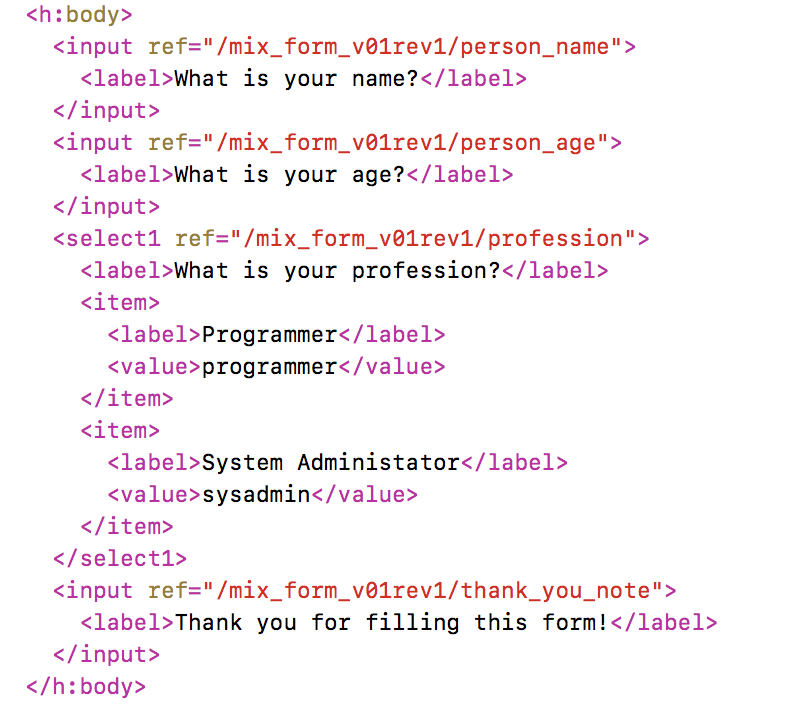 <h:body>
  <input ref="/mix_form_v01rev1/person_name">
    <label>What is your name?</label>
  </input>
  <input ref="/mix_form_v01rev1/person_age">
    <label>What is your age?</label>
  </input>
  <select1 ref="/mix_form_v01rev1/profession">
    <label>What is your profession?</label>
    <item>
      <label>Programmer</label>
      <value>programmer</value>
    </item>
    <item>
      <label>System Administator</label>
      <value>sysadmin</value>
    </item>
  </select1>
  <input ref="/mix_form_v01rev1/thank_you_note">
    <label>Thank you for filling this form!</label>
  </input>
</h:body>